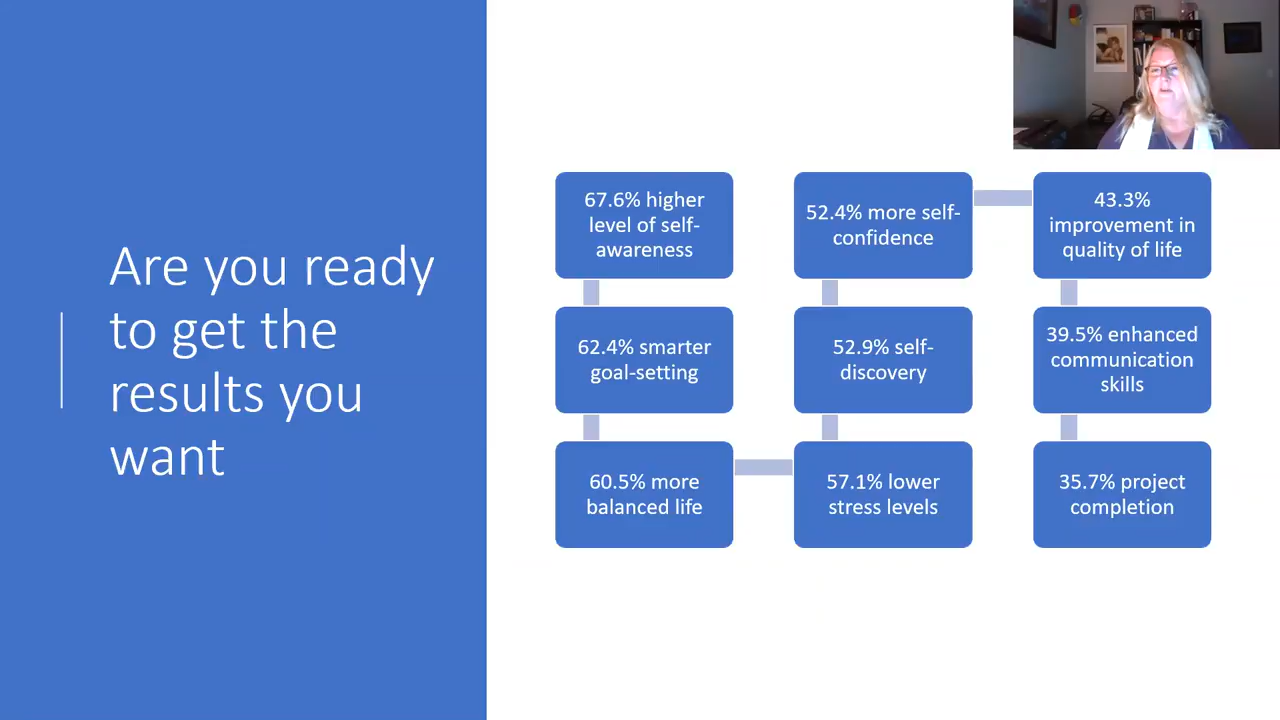 Are you ready
to get the
results you
want
67.6% higher
level of self-
awareness
62.4% smarter
goal-setting
60.5% more
balanced life
57.1% lower
stress levels
52.9% self-
discovery
52.4% more self-
confidence
43.3%
improvement in
quality of life
39.5% enhanced
communication
skills
35.7% project
completion